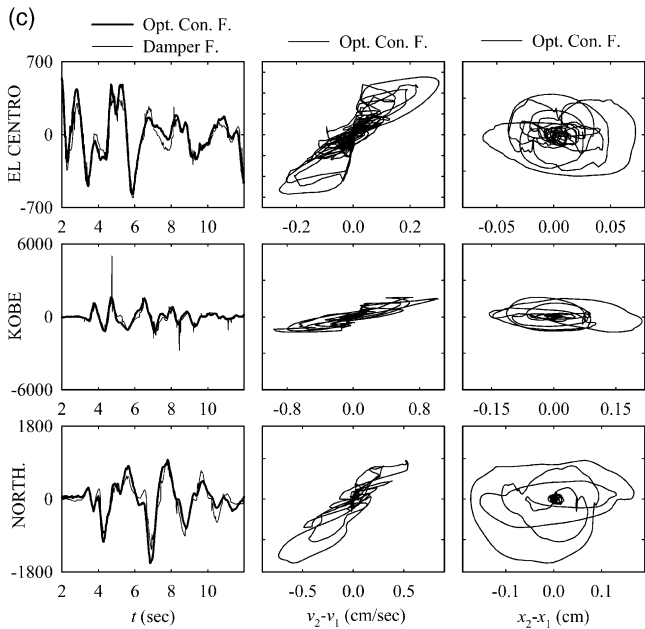 (c)
Opt. Con. F.
Damper F.
Opt. Con. F.
Opt. Con. F.
EL CENTRO
700
0
-700
2 4 6 8 10
-0.2 0.0 0.2
-0.05 0.00 0.05
KOBE
6000
0
-6000
2 4 6 8 10
-0.8 0.0 0.8
-0.15 0.00 0.15
NORTH.
1800
0
-1800
2 4 6 8 10
-0.5 0.0 0.5
-0.1 0.0 0.1
t (sec)
v2-v1 (cm/sec)
x2-x1 (cm)